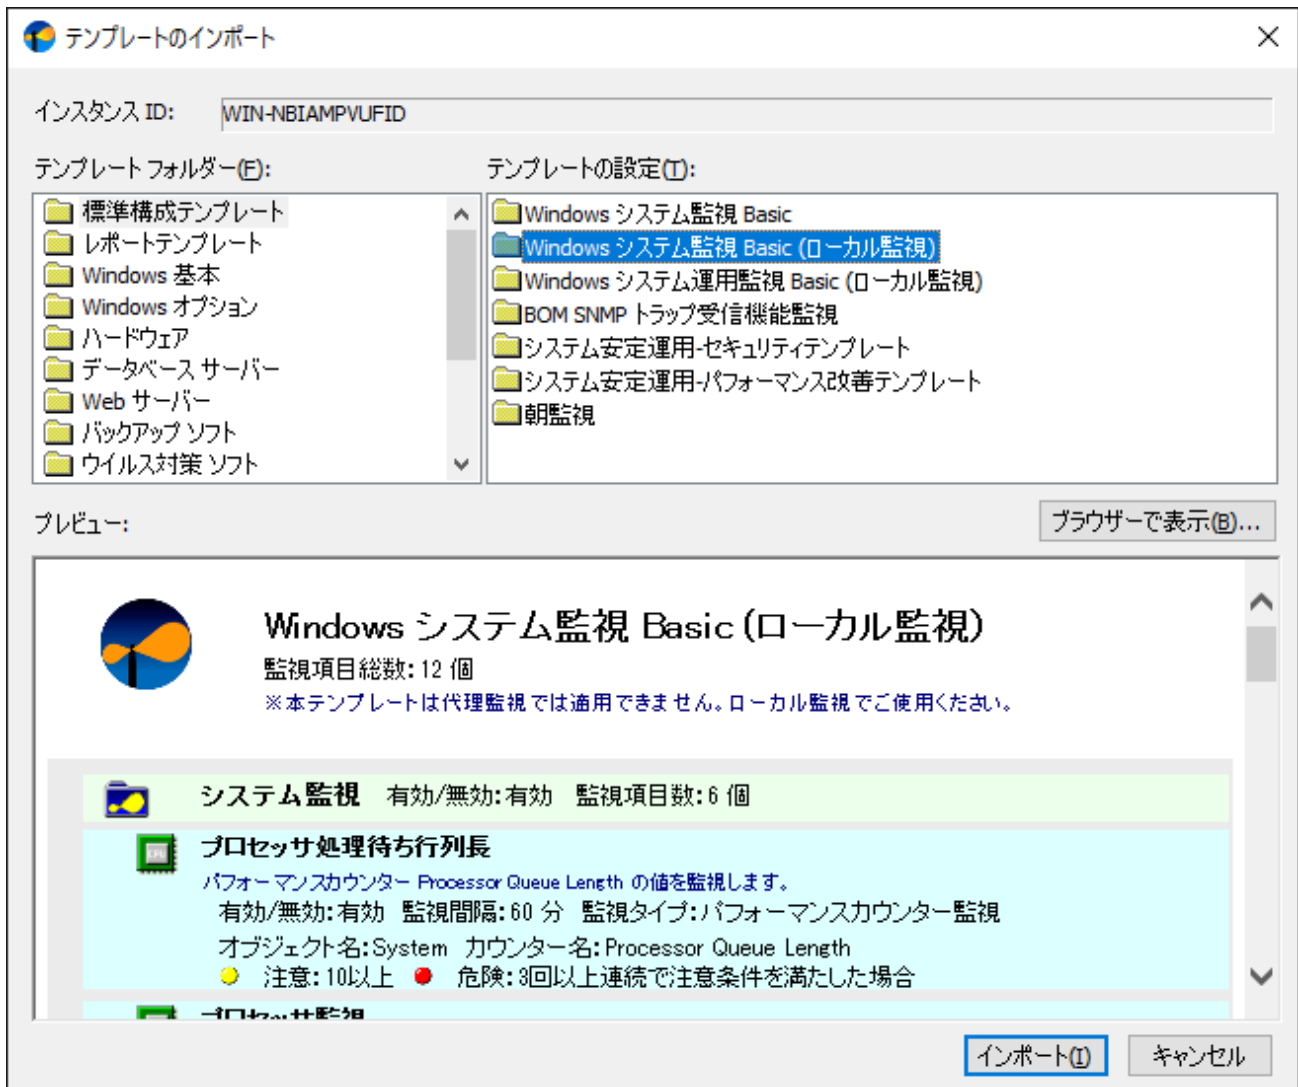 テンプレートのインポート
インスタンス ID: WIN-NBIAMPVUFID
テンプレート フォルダー(F):
標準構成テンプレート
レポートテンプレート
Windows 基本
Windows オプション
ハードウェア
データベース サーバー
Web サーバー
バックアップ ソフト
ウイルス対策 ソフト
テンプレートの設定(T):
Windows システム監視 Basic
Windows システム監視 Basic (ローカル監視)
Windows システム運用監視 Basic (ローカル監視)
BOM SNMP トラップ受信機能監視
システム安定運用-セキュリティテンプレート
システム安定運用-パフォーマンス改善テンプレート
朝監視
プレビュー:
ブラウザーで表示(B)...
Windows システム監視 Basic (ローカル監視)
監視項目総数: 12 個
※本テンプレートは代理監視では適用できません。ローカル監視でご使用ください。
システム監視 有効/無効:有効 監視項目数:6 個
CPU
プロセッサ処理待ち行列長
パフォーマンスカウンター Processor Queue Length の値を監視します。
有効/無効:有効 監視間隔:60 分 監視タイプ:パフォーマンスカウンター監視
オブジェクト名:System カウンター名:Processor Queue Length
注意: 10以上 危険: 3回以上連続で注意条件を満たした場合
プロセッサ監視
インポート(I)
キャンセル